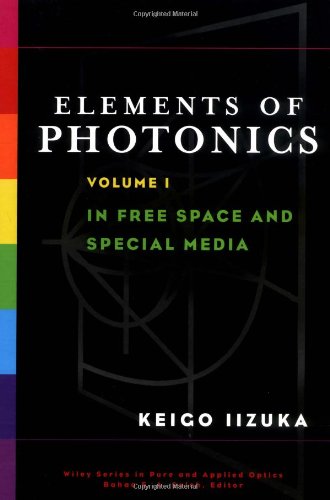 ELEMENTS OF
PHOTONICS
VOLUME I
IN FREE SPACE AND
SPECIAL MEDIA
KEIGO IIZUKA
Wiley Series in Pure and Applied Optics
Editor